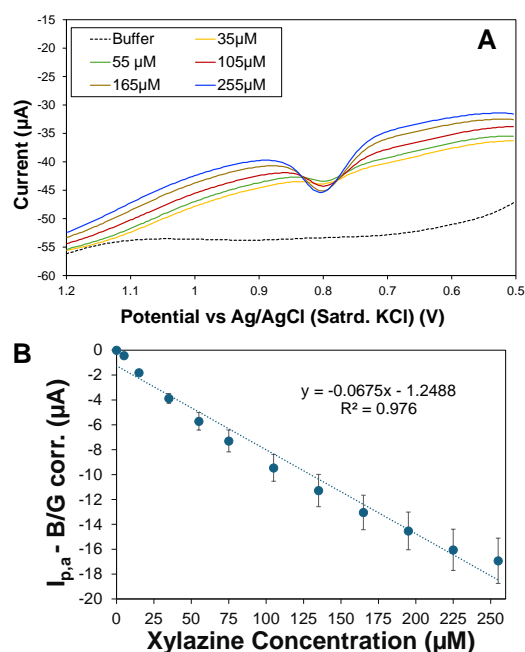 A
Buffer 35µM
55 µM 105µM
165µM 255µM
-15
-20
-25
-30
-35
-40
-45
-50
-55
-60
Current (µA)
1.2 1.1 1 0.9 0.8 0.7 0.6 0.5
Potential vs Ag/AgCl (Satrd. KCl) (V)
B
y = -0.0675x - 1.2488
R² = 0.976
0
-2
-4
-6
-8
-10
-12
-14
-16
-18
-20
Ip,a - B/G corr. (µA)
0 25 50 75 100 125 150 175 200 225 250
Xylazine Concentration (µM)